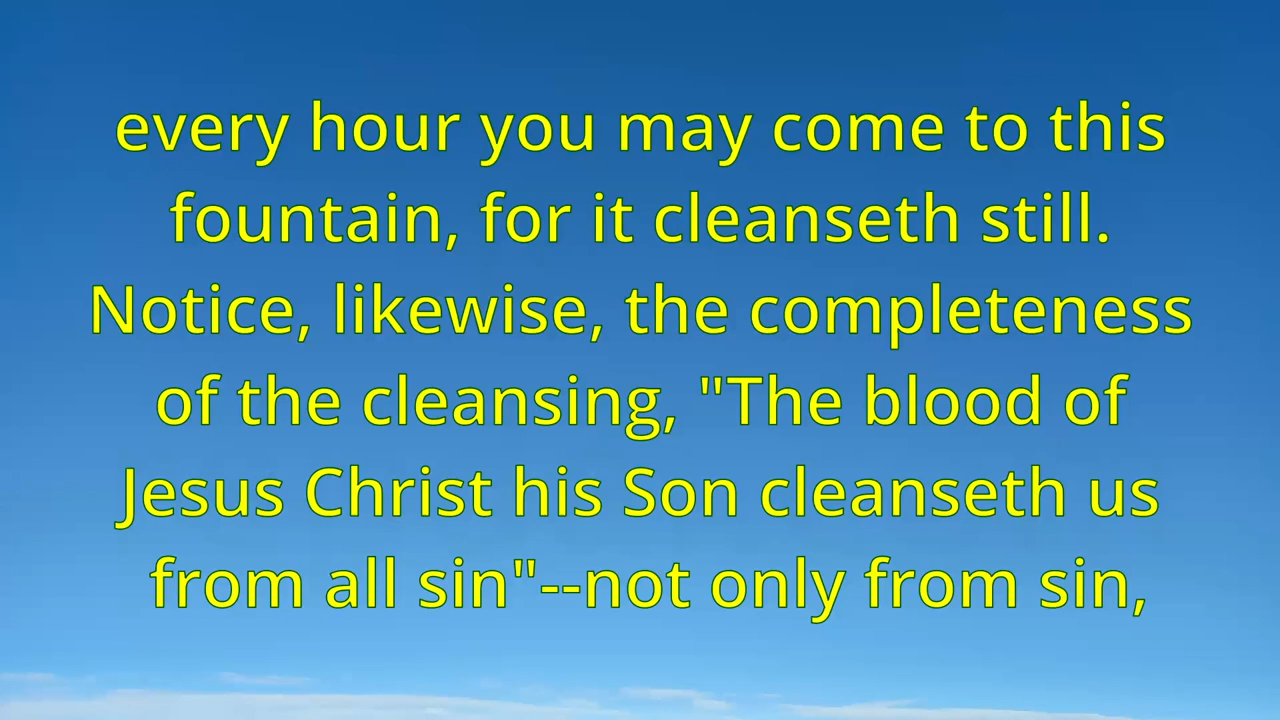 every hour you may come to this
fountain, for it cleanseth still.
Notice, likewise, the completeness
of the cleansing, "The blood of
Jesus Christ his Son cleanseth us
from all sin"--not only from sin,